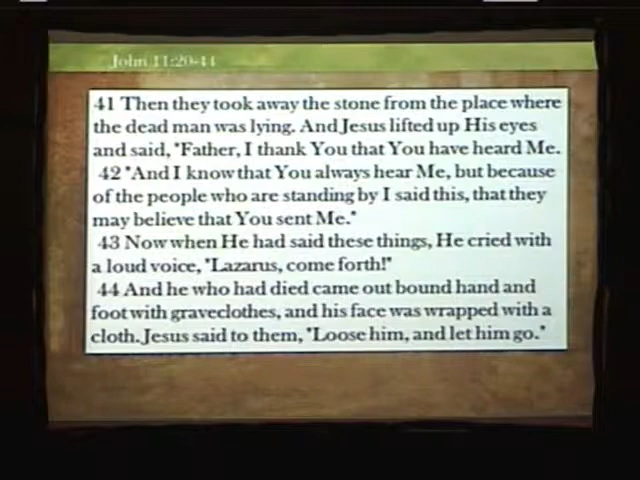 John 11:20-44
41 Then they took away the stone from the place where
the dead man was lying. And Jesus lifted up His eyes
and said, "Father, I thank You that You have heard Me.
42 "And I know that You always hear Me, but because
of the people who are standing by I said this, that they
may believe that You sent Me."
43 Now when He had said these things, He cried with
a loud voice, "Lazarus, come forth!"
44 And he who had died came out bound hand and
foot with graveclothes, and his face was wrapped with a
cloth. Jesus said to them, "Loose him, and let him go."